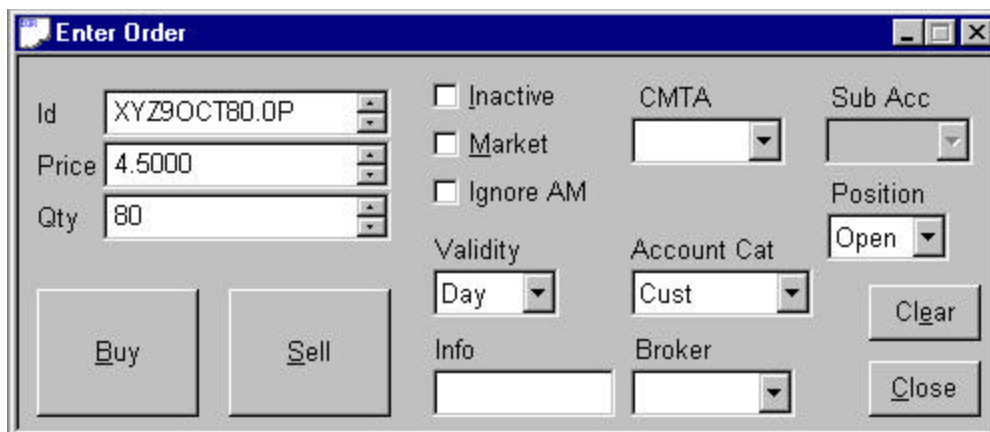 Enter Order
Id XYZ9OCT80.0P
Price 4.5000
Qty 80
Buy
Sell
Inactive
Market
Ignore AM
Validity
Day
Info
CMTA
Account Cat
Cust
Broker
Sub Acc
Position
Open
Clear
Close